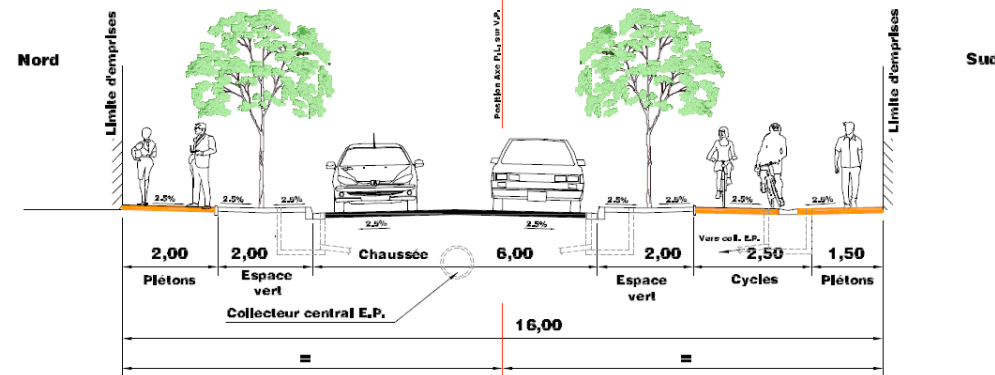 Nord
Limite d'emprises
Position Axe P.L. sur V.P.
Limite d'emprises
Sud
2.5%
2.5%
2.5%
2.5%
2.5%
2.5%
2.5%
2.5%
2.5%
2.5%
Vers coll. E.P.
2,00
2,00
Chaussée
6,00
2,00
2,50
1,50
Piétons
Espace
vert
Espace
vert
Cycles
Piétons
Collecteur central E.P.
16,00
=
=